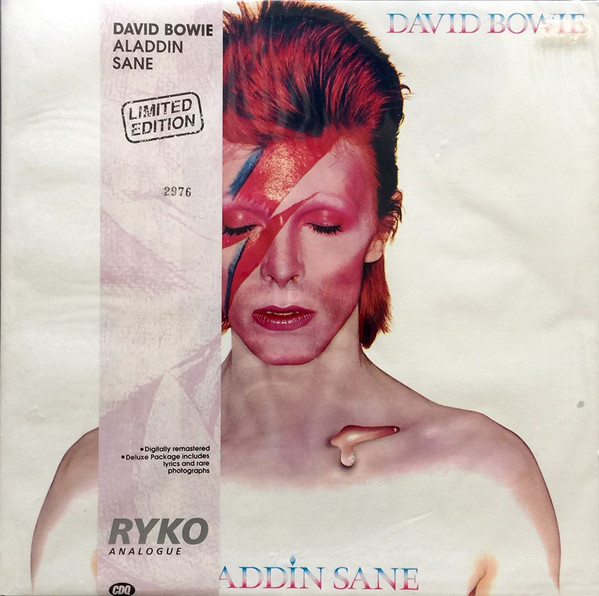 DAVID BOWIE
ALADDIN
SANE
LIMITED
EDITION
2976
•Digitally remastered
•Deluxe Package includes
lyrics and rare
photographs
RYKO
ANALOGUE
CDQ
DAVID BOWIE
ADDIN SANE